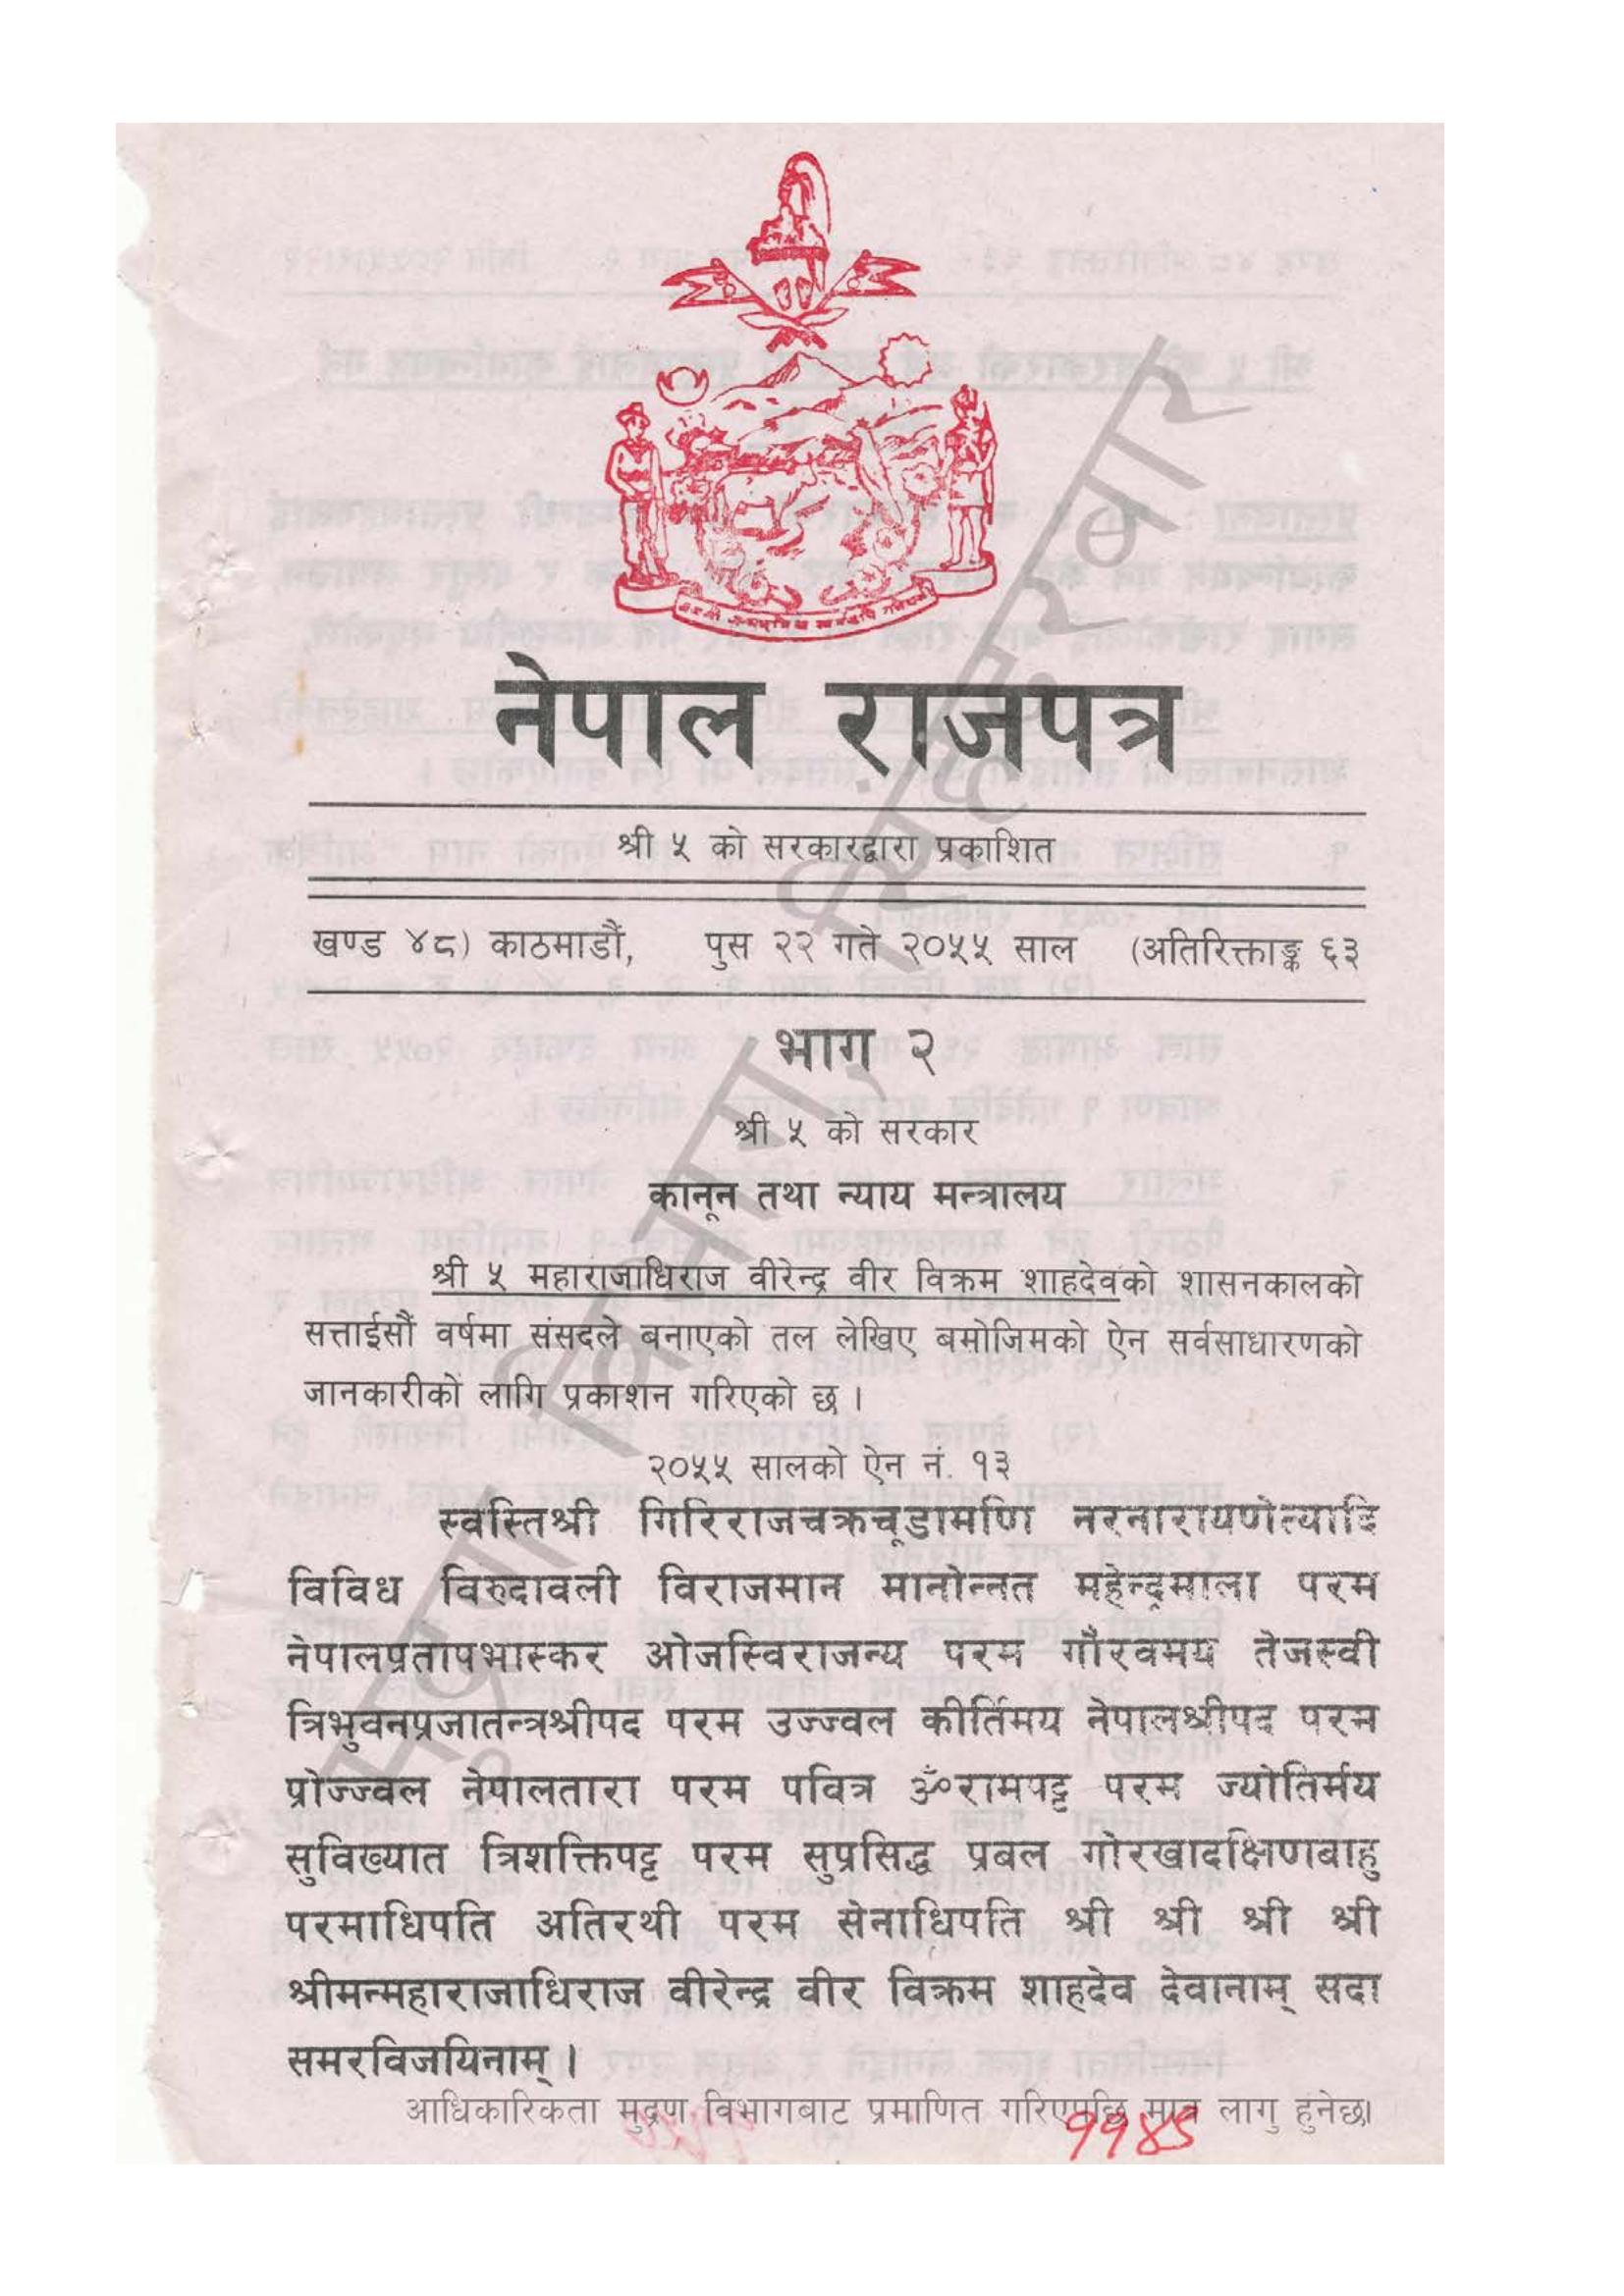 नेपाल राजपत्र
श्री ५ को सरकारद्वारा प्रकाशित
खण्ड ४८) काठमाडौं, पुस २२ गते २०५५ साल (अतिरिक्ताङ्क ६३
भाग २
श्री ५ को सरकार
कानून तथा न्याय मन्त्रालय
श्री ५ महाराजाधिराज वीरेन्द्र वीर विक्रम शाहदेवको शासनकालको
सत्ताईसौं वर्षमा संसदले बनाएको तल लेखिए बमोजिमको ऐन सर्वसाधारणको
जानकारीको लागि प्रकाशन गरिएको छ ।
२०५५ सालको ऐन नं. १३
स्वस्तिश्री गिरिराजचक्रचूडामणि नरनारायणेत्यादि
विविध विरुदावली विराजमान मानोन्नत महेन्द्रमाला परम
नेपालप्रतापभास्कर ओजस्विराजन्य परम गौरवमय तेजस्वी
त्रिभुवनप्रजातन्त्रश्रीपद परम उज्ज्वल कीर्तिमय नेपालश्रीपद परम
प्रोज्ज्वल नेपालतारा परम पवित्र ॐरामपट्ट परम ज्योतिर्मय
सुविख्यात त्रिशक्तिपट्ट परम सुप्रसिद्ध प्रबल गोरखादक्षिणबाहु
परमाधिपति अतिरथी परम सेनाधिपति श्री श्री श्री श्री
श्रीमन्महाराजाधिराज वीरेन्द्र वीर विक्रम शाहदेव देवानाम् सदा
समरविजयिनाम् ।
आधिकारिकता मुद्रण विभागबाट प्रमाणित गरिएपछि मात्र लागु हुनेछ।
मुद्रण विभाग, सिंहदरबार